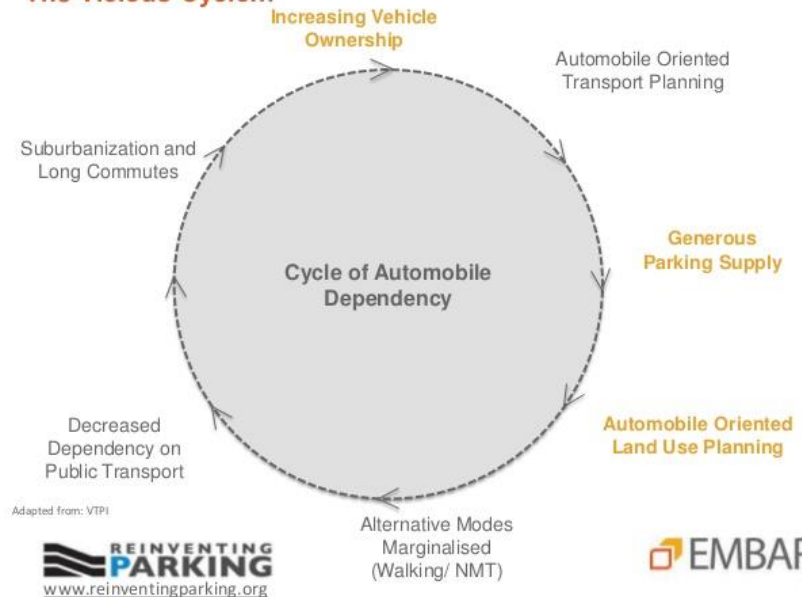 Increasing Vehicle
Ownership
Automobile Oriented
Transport Planning
Suburbanization and
Long Commutes
Generous
Parking Supply
Cycle of Automobile
Dependency
Decreased
Dependency on
Public Transport
Automobile Oriented
Land Use Planning
Adapted from: VTPI
Alternative Modes
Marginalised
(Walking/ NMT)
REINVENTING
PARKING
www.reinventingparking.org
EMBAR